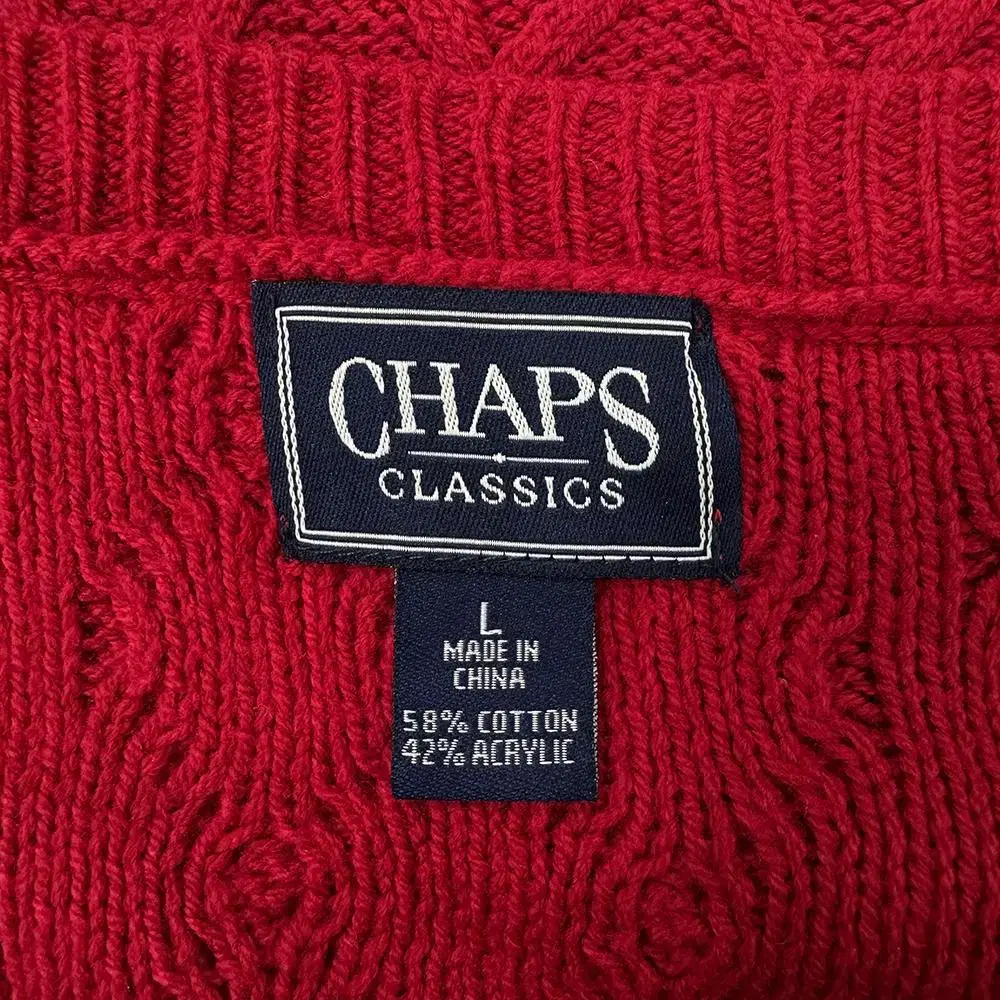 CHAPS
CLASSICS
L
MADE IN
CHINA
58% COTTON
42% ACRYLIC